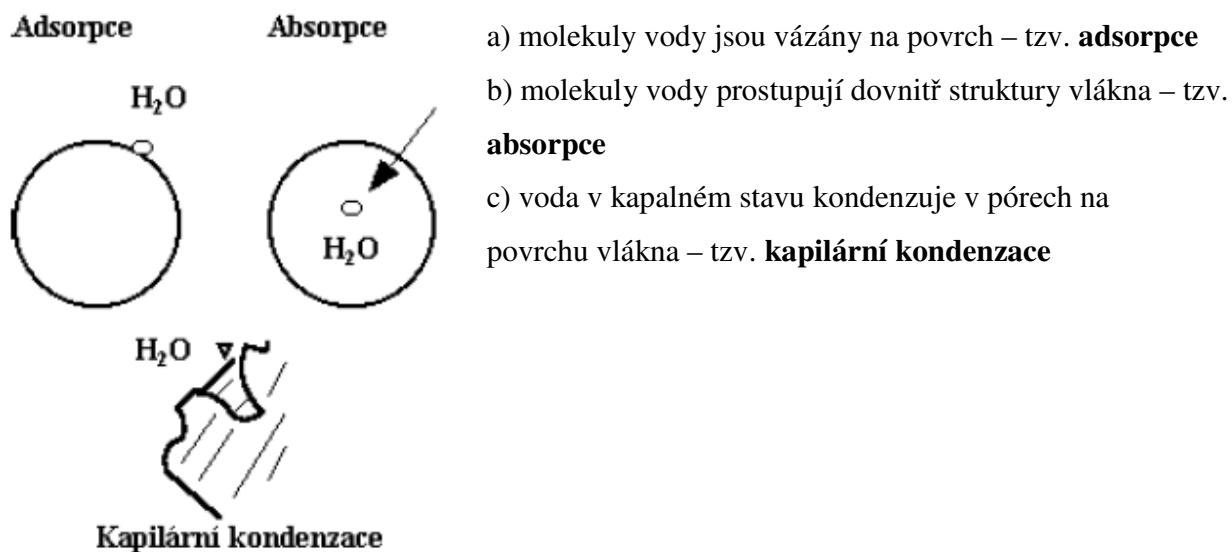 Adsorpce
Absorpce
H₂O
H₂O
H₂O
Kapilární kondenzace
a) molekuly vody jsou vázány na povrch – tzv. adsorpce
b) molekuly vody prostupují dovnitř struktury vlákna – tzv.
absorpce
c) voda v kapalném stavu kondenzuje v pórech na
povrchu vlákna – tzv. kapilární kondenzace